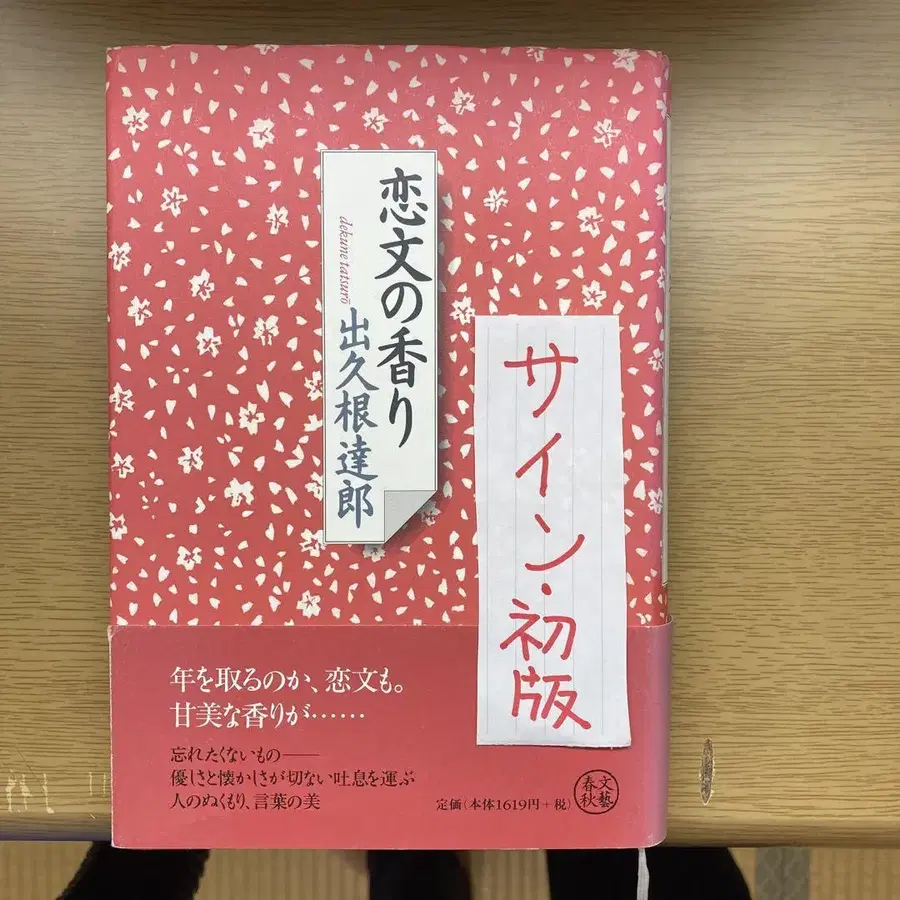 恋文の香り
dekune tatsurō
出久根達郎
サイン・初版
年を取るのか、恋文も。
甘美な香りが……
忘れたくないもの——
優しさと懐かしさが切ない吐息を運ぶ
人のぬくもり、言葉の美
定価(本体1619円+税)
文藝
春秋